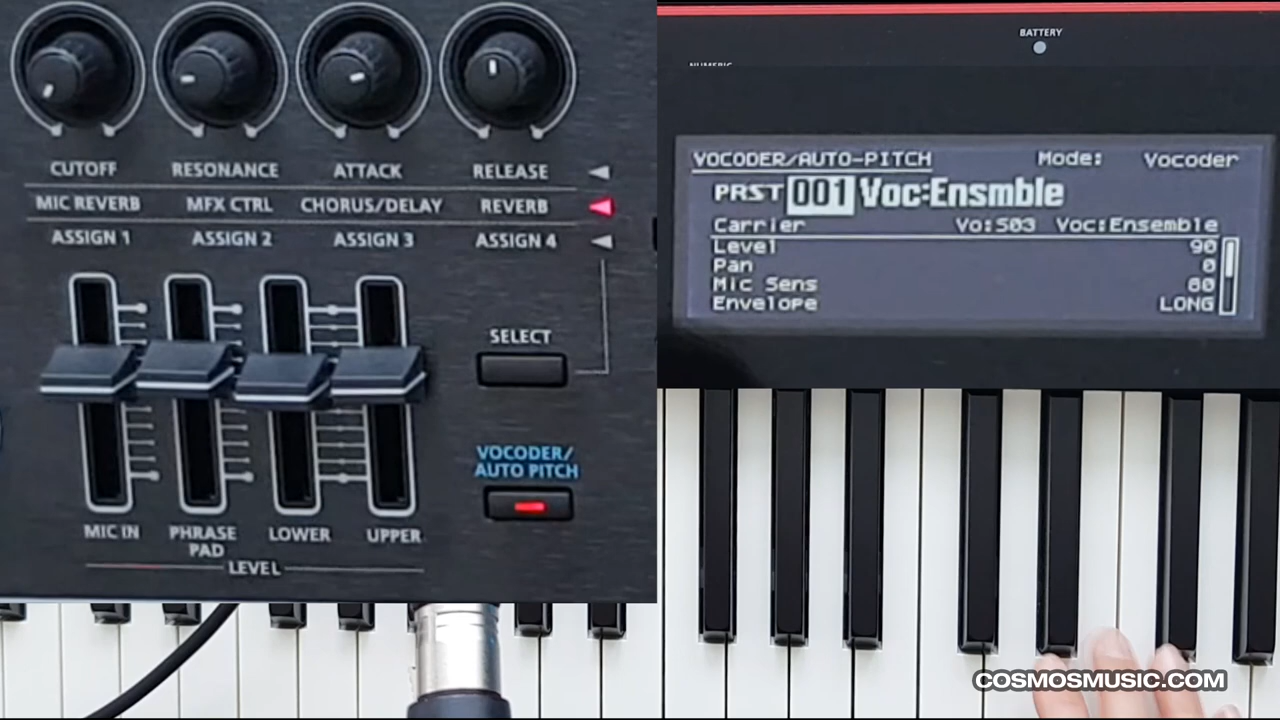 CUTOFF RESONANCE ATTACK RELEASE
MIC REVERB MFX CTRL CHORUS/DELAY REVERB
ASSIGN 1 ASSIGN 2 ASSIGN 3 ASSIGN 4
SELECT
VOCODER/
AUTO PITCH
MIC IN PHRASE PAD LOWER UPPER
LEVEL
BATTERY
NUMERIC
VOCODER/AUTO-PITCH Mode: Vocoder
PRST 001 Voc:Ensmble
Carrier Vo:S03 Voc:Ensemble
Level 90
Pan 0
Mic Sens 80
Envelope LONG
COSMOSMUSIC.COM